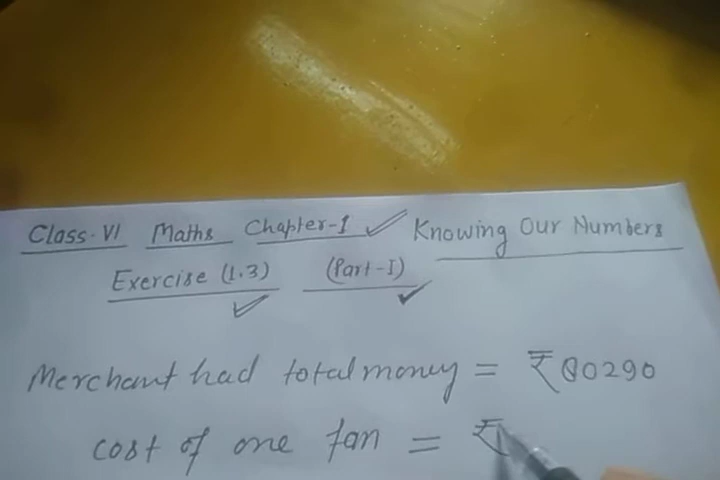 Class-VI Maths Chapter-1 Knowing Our Numbers
Exercise (1.3) (Part-I)
Merchant had total money = ₹ 00290
cost of one fan = ₹